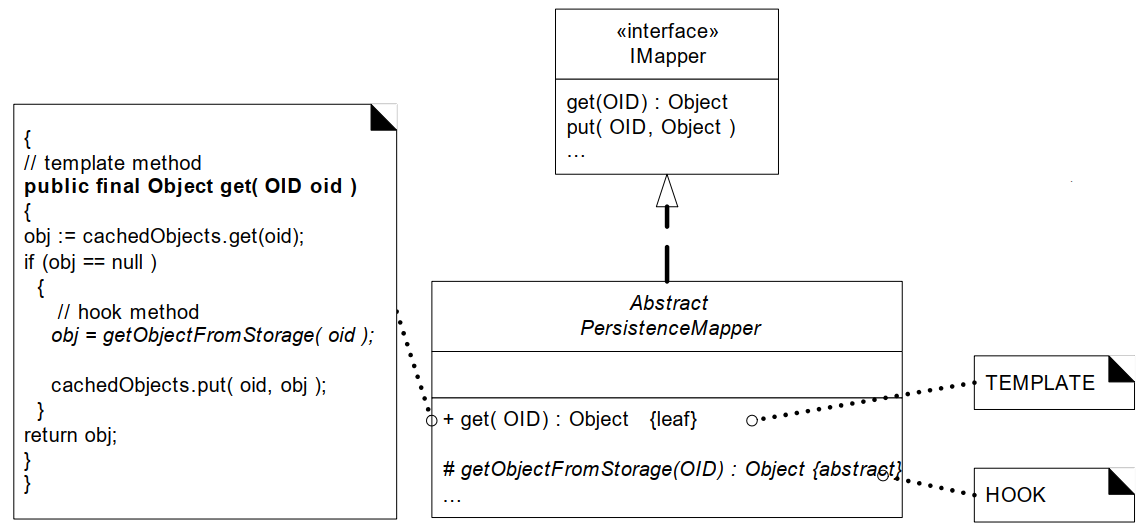 «interface»
IMapper
get(OID) : Object
put( OID, Object )
...
{
// template method
public final Object get( OID oid )
{
obj := cachedObjects.get(oid);
if (obj == null )
{
// hook method
obj = getObjectFromStorage( oid );
cachedObjects.put( oid, obj );
}
return obj;
}
}
Abstract
PersistenceMapper
+ get( OID) : Object {leaf}
# getObjectFromStorage(OID) : Object {abstract}
...
TEMPLATE
HOOK